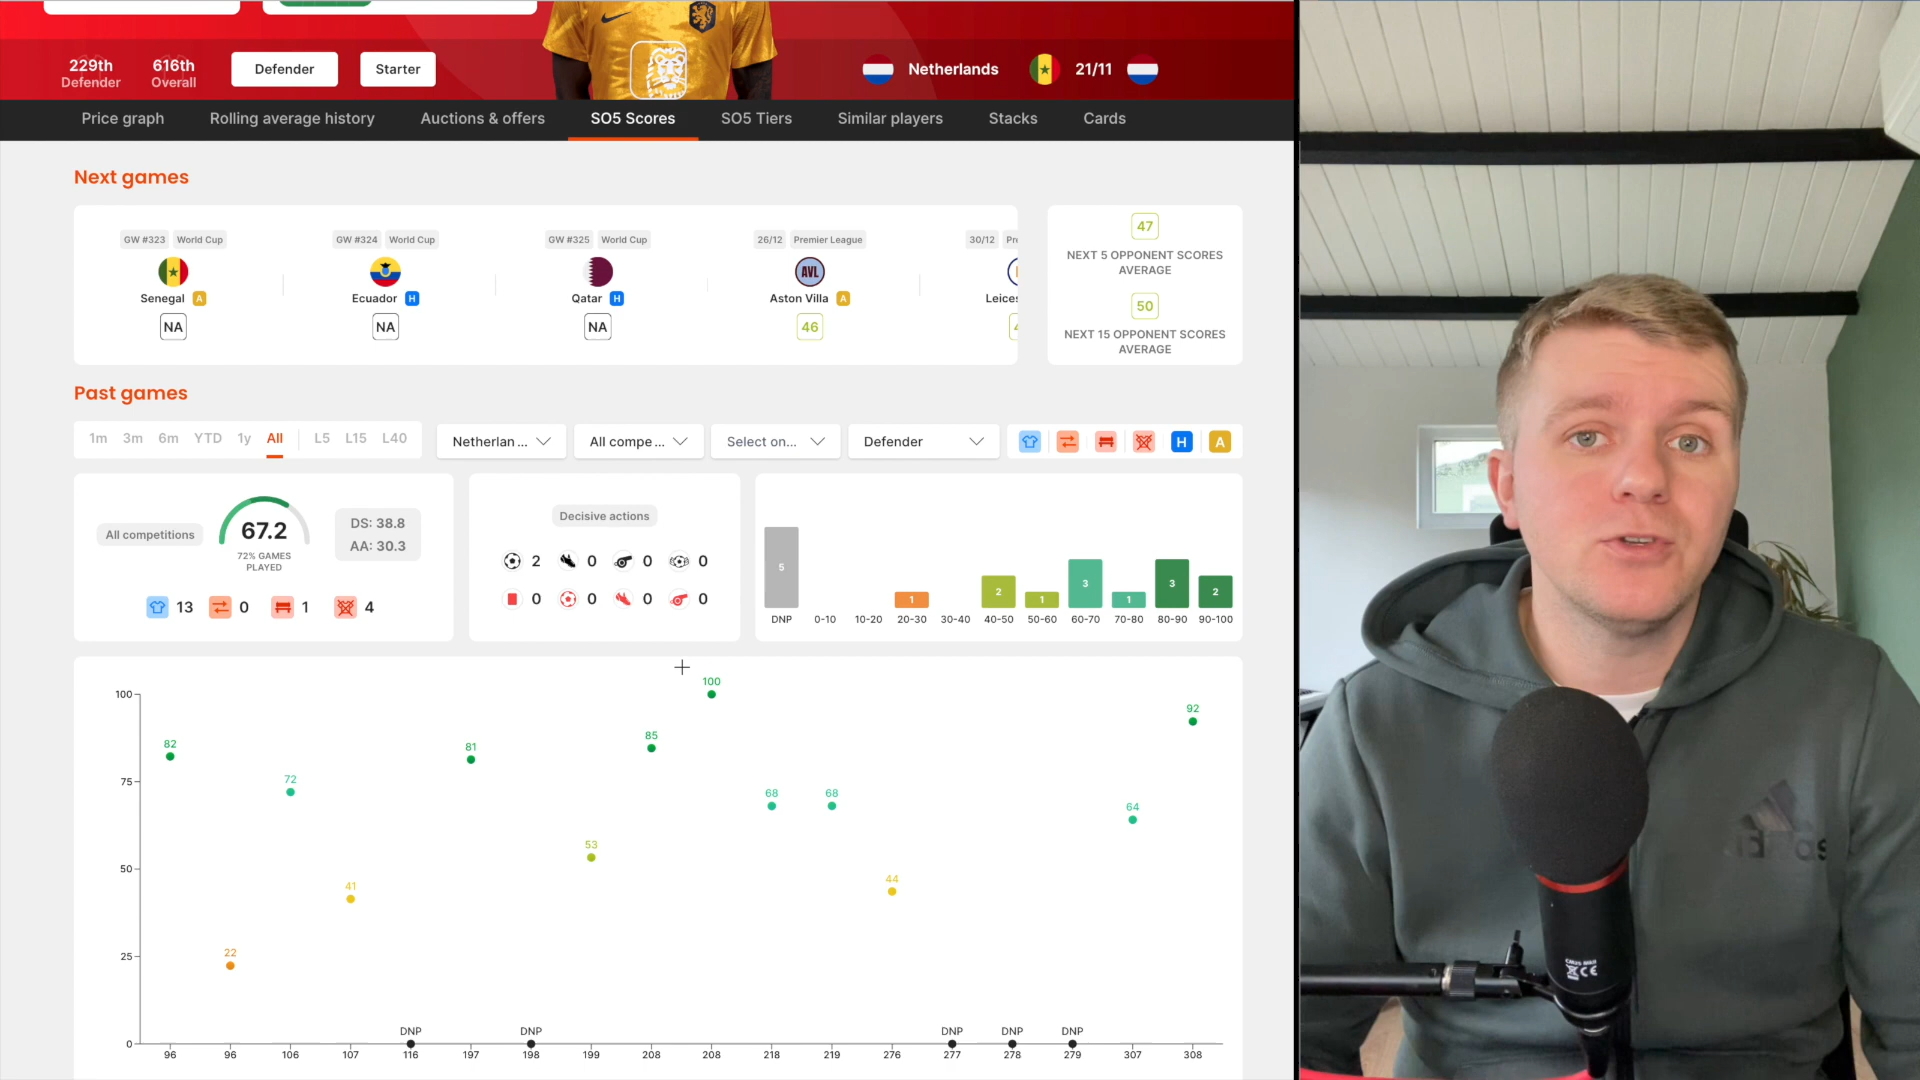 229th
Defender
616th
Overall
Defender
Starter
Netherlands
21/11
Price graph
Rolling average history
Auctions & offers
SO5 Scores
SO5 Tiers
Similar players
Stacks
Cards
Next games
GW #323 World Cup
Senegal A
NA
GW #324 World Cup
Ecuador H
NA
GW #325 World Cup
Qatar H
NA
26/12 Premier League
AVL
Aston Villa A
46
30/12
Leices
47
NEXT 5 OPPONENT SCORES
AVERAGE
50
NEXT 15 OPPONENT SCORES
AVERAGE
Past games
1m 3m 6m YTD 1y All L5 L15 L40
Netherlan ...
All compe ...
Select on...
Defender
H
A
All competitions
67.2
72% GAMES
PLAYED
DS: 38.8
AA: 30.3
13 0 1 4
Decisive actions
2 0 0 0
0 0 0 0
5 1 2 1 3 1 3 2
DNP 0-10 10-20 20-30 30-40 40-50 50-60 60-70 70-80 80-90 90-100
100
75
50
25
0
82
22
72
41
DNP
81
DNP
53
85
100
68
68
44
DNP
DNP
DNP
64
92
96 96 106 107 116 197 198 199 208 208 218 219 276 277 278 279 307 308
adidas